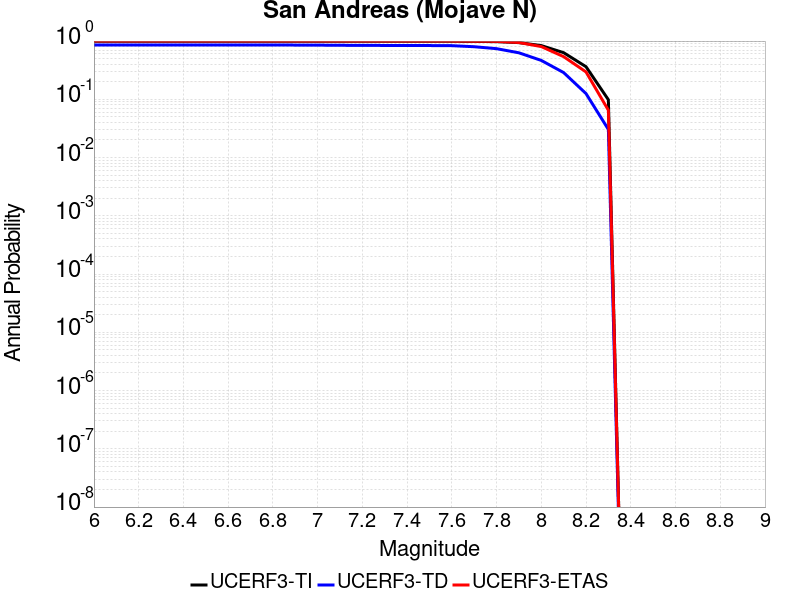 San Andreas (Mojave N)
10^0
10^-1
10^-2
10^-3
10^-4
10^-5
10^-6
10^-7
10^-8
Annual Probability
6 6.2 6.4 6.6 6.8 7 7.2 7.4 7.6 7.8 8 8.2 8.4 8.6 8.8 9
Magnitude
UCERF3-TI UCERF3-TD UCERF3-ETAS